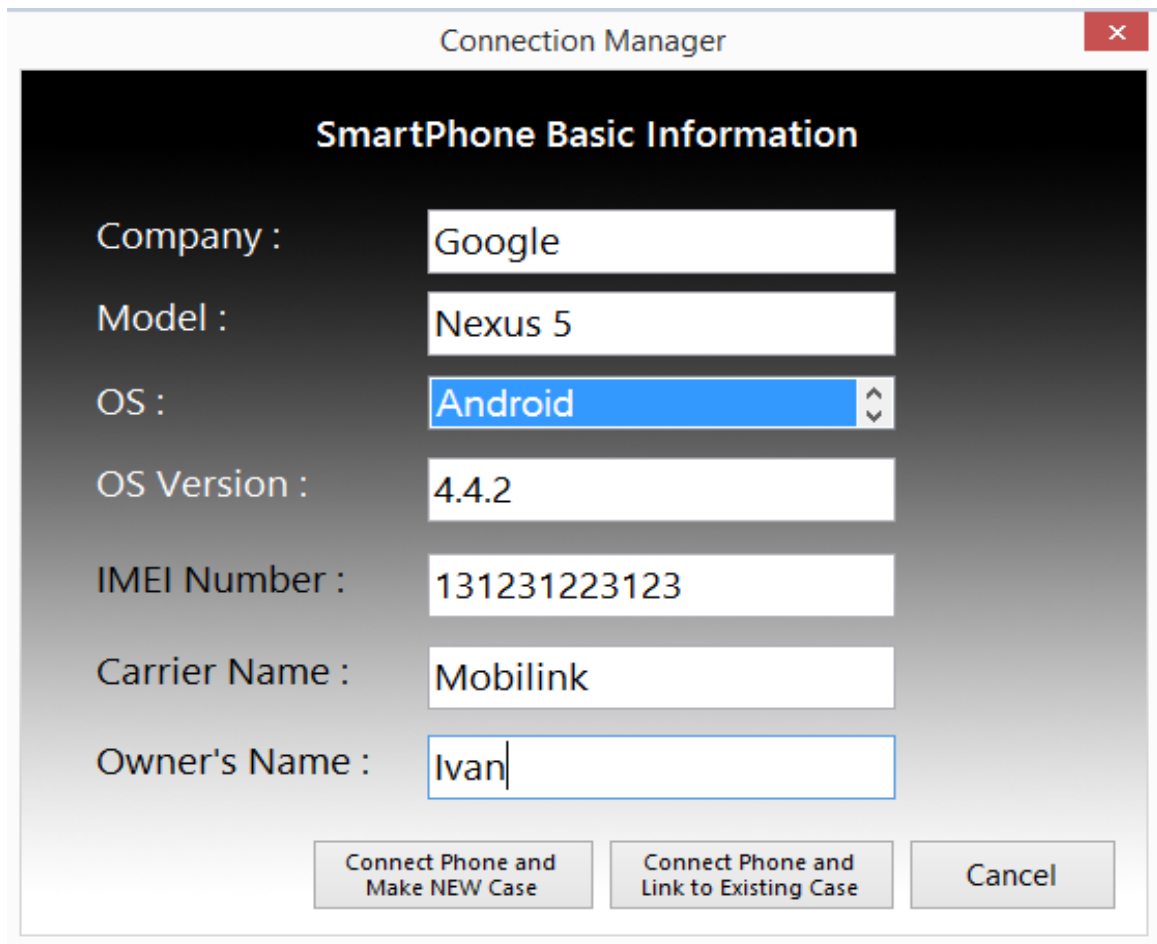 Connection Manager
SmartPhone Basic Information
Company : Google
Model : Nexus 5
OS : Android
OS Version : 4.4.2
IMEI Number : 131231223123
Carrier Name : Mobilink
Owner's Name : Ivan
Connect Phone and
Make NEW Case
Connect Phone and
Link to Existing Case
Cancel